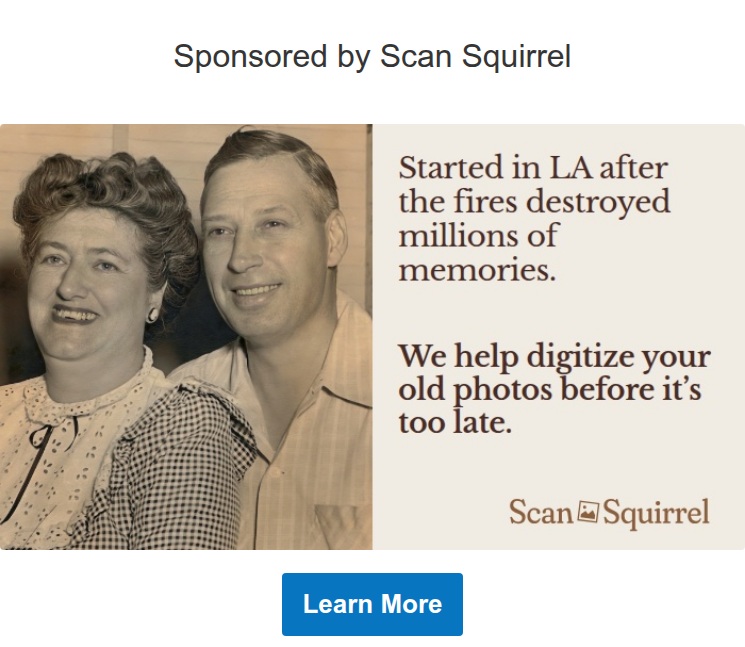 Sponsored by Scan Squirrel
Started in LA after
the fires destroyed
millions of
memories.
We help digitize your
old photos before it’s
too late.
Scan Squirrel
Learn More